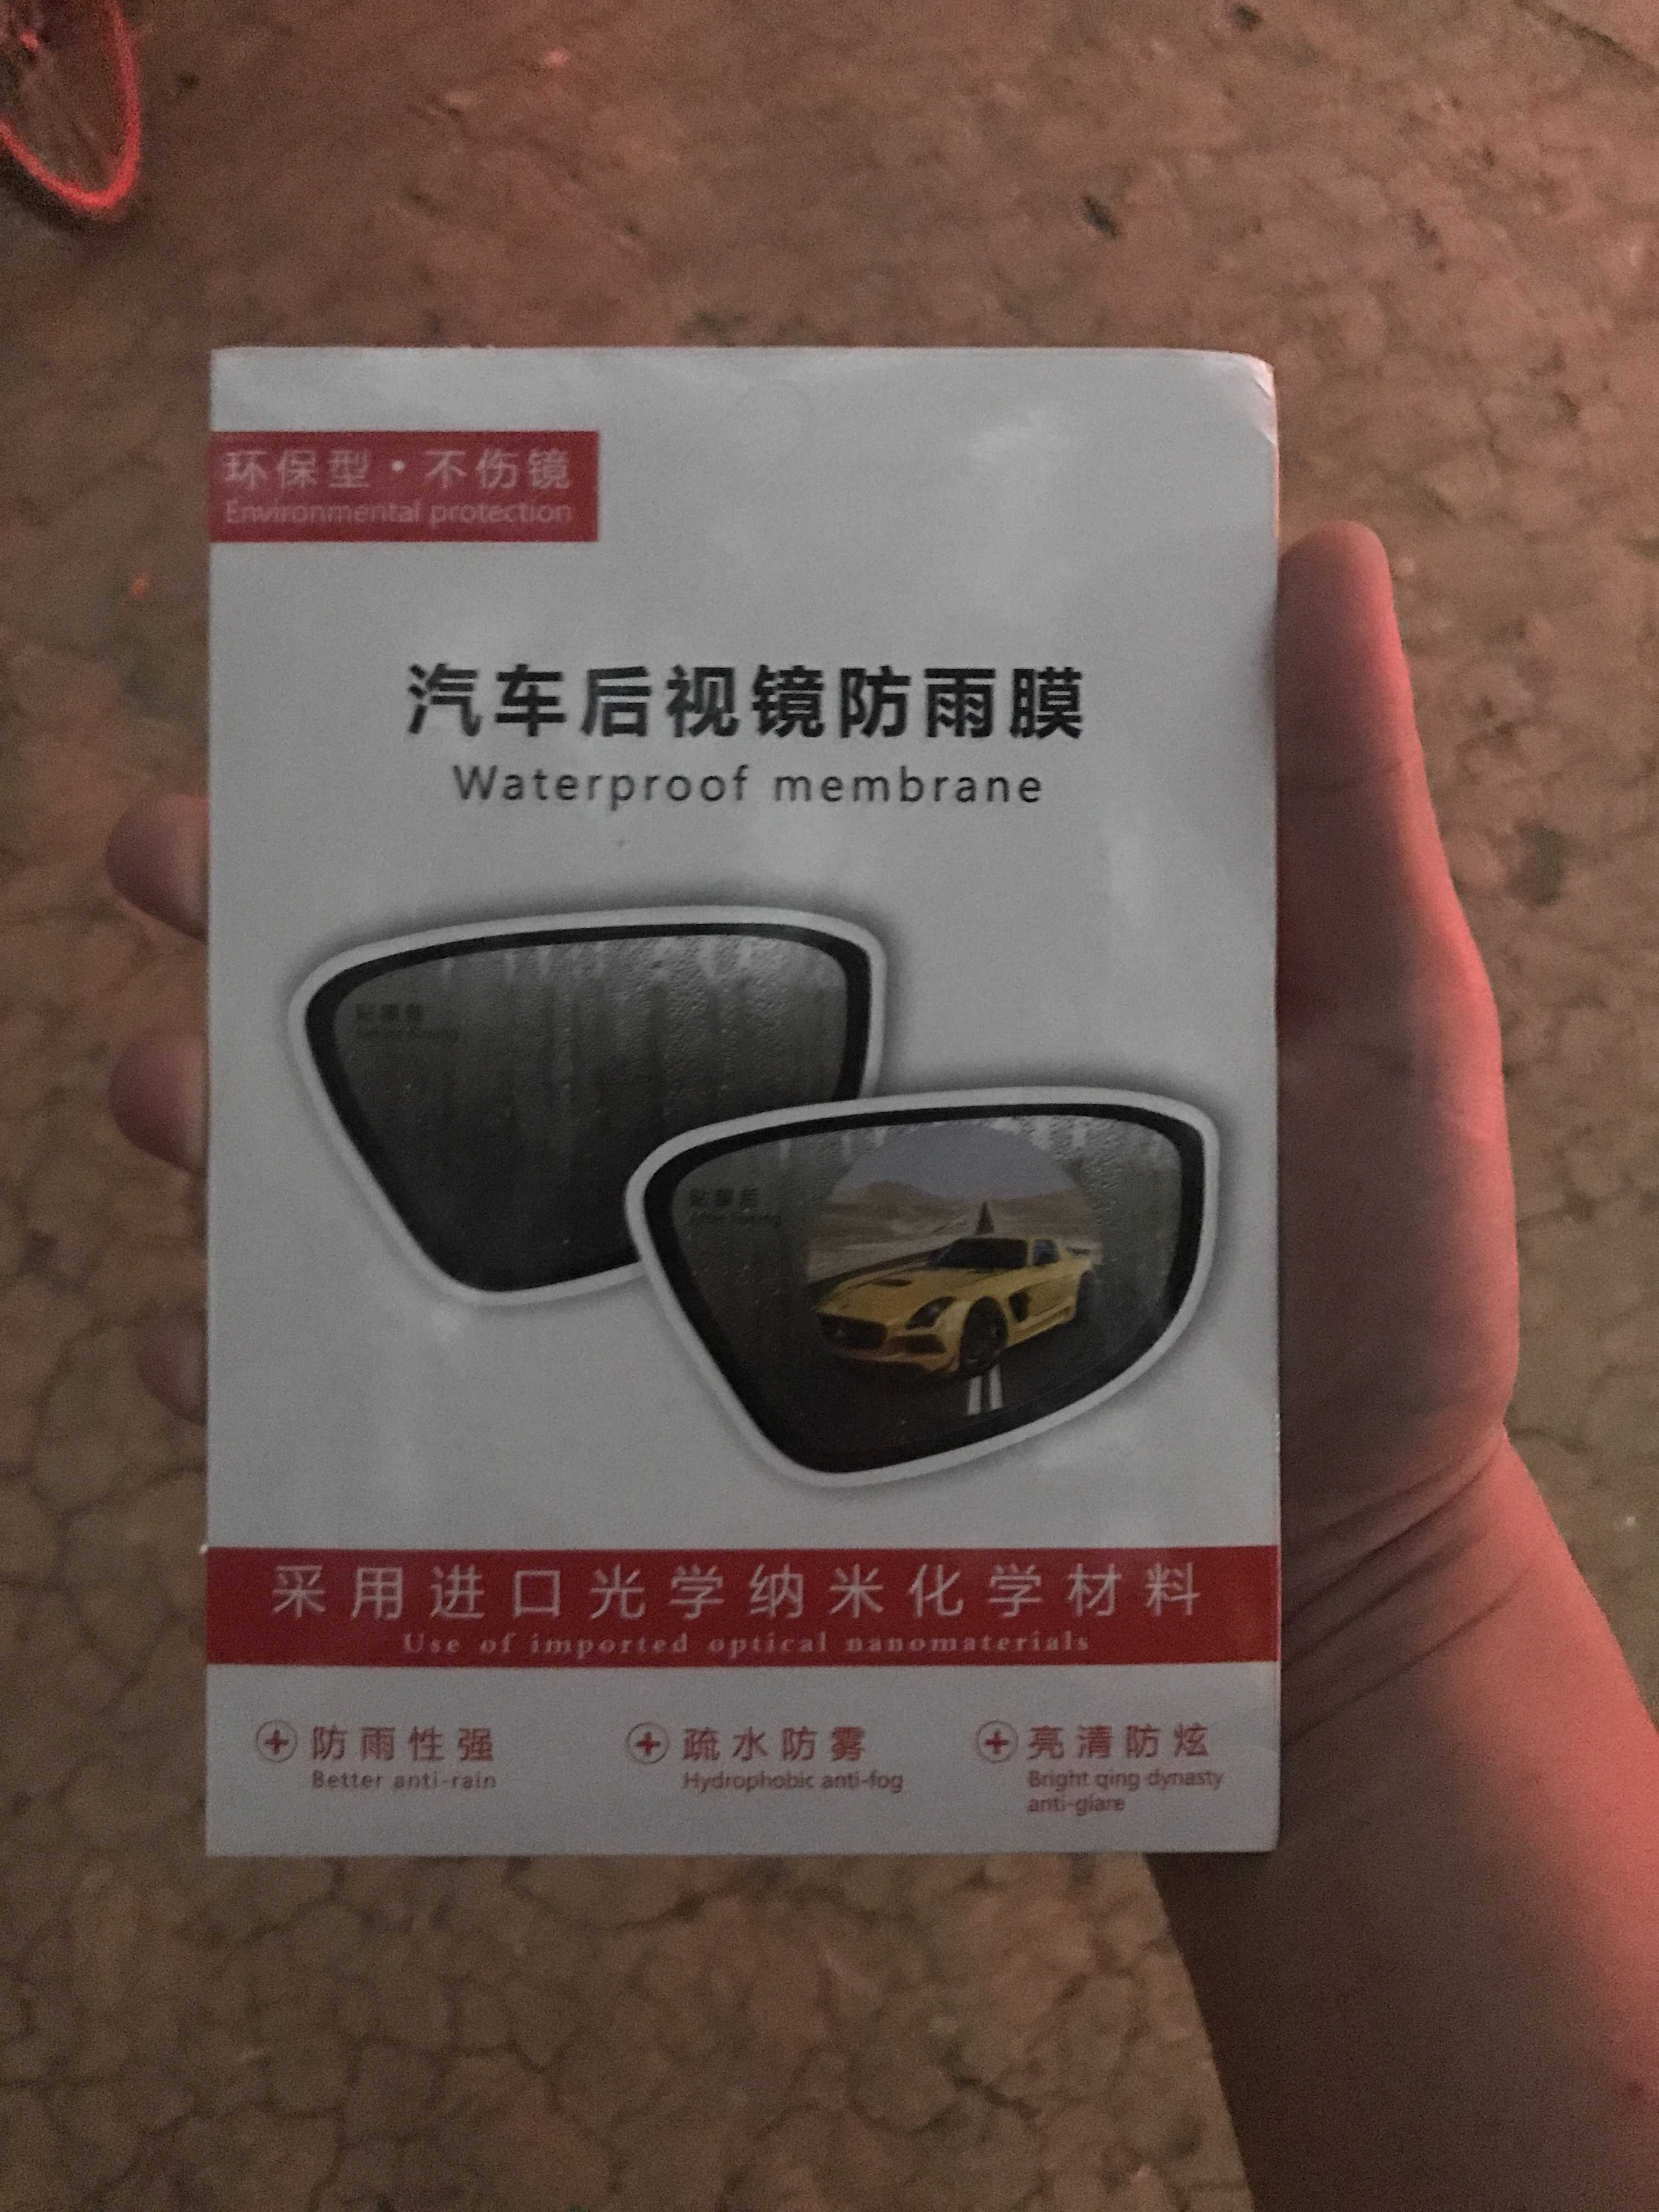 环保型·不伤镜
Environmental protection
汽车后视镜防雨膜
Waterproof membrane
贴膜后
采用进口光学纳米化学材料
Use of imported optical nanomaterials
防雨性强
Better anti-rain
疏水防雾
Hydrophobic anti-fog
亮清防炫
Bright qing dynasty
anti-glare